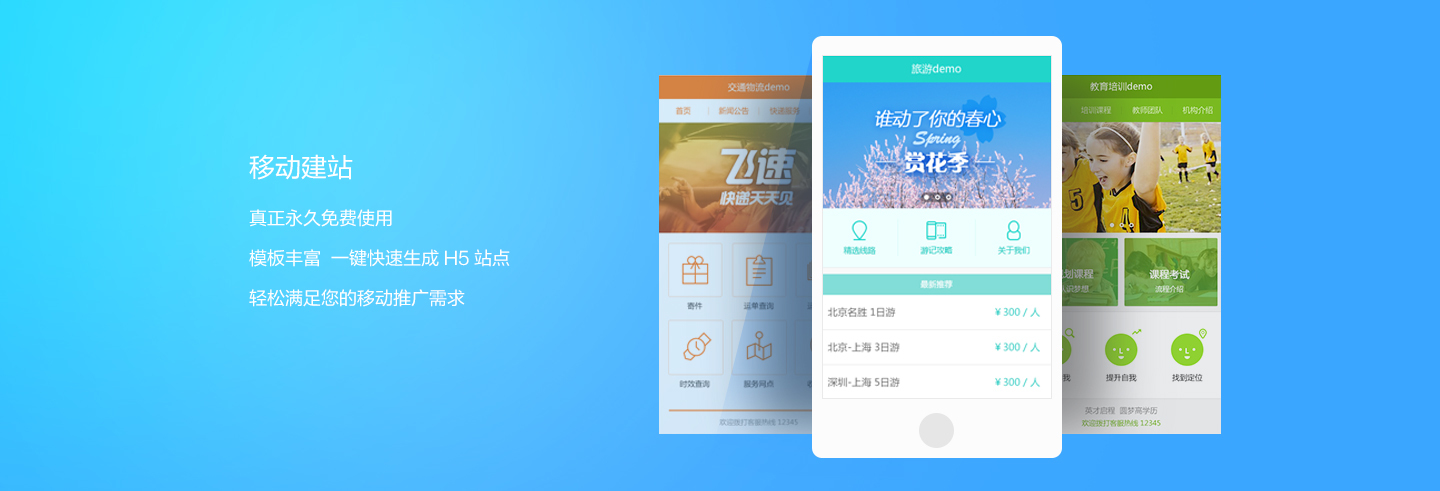 移动建站
真正永久免费使用
模板丰富 一键快速生成 H5 站点
轻松满足您的移动推广需求
交通物流demo
首页 新闻公告 快递服务
飞速
快递天天见
寄件 运单查询
时效查询 服务网点
欢迎拨打客服热线 12345
旅游demo
谁动了你的春心
Spring
赏花季
精选线路 游记攻略 关于我们
最新推荐
北京名胜 1日游 ¥ 300 / 人
北京-上海 3日游 ¥ 300 / 人
深圳-上海 5日游 ¥ 300 / 人
教育培训demo
培训课程 教师团队 机构介绍
5
划课程 课程考试
人识梦想 流程介绍
我 提升自我 找到定位
英才启程 圆梦高学历
欢迎拨打客服热线 12345